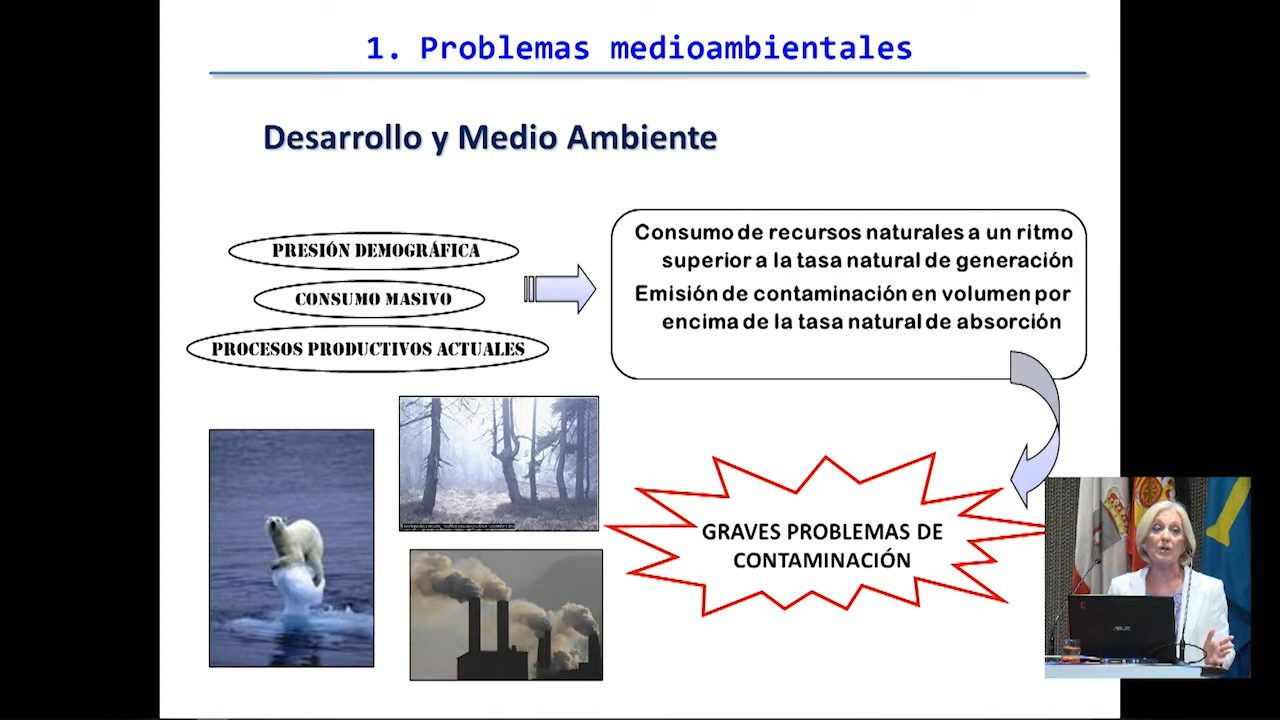 1. Problemas medioambientales
Desarrollo y Medio Ambiente
PRESIÓN DEMOGRÁFICA
CONSUMO MASIVO
PROCESOS PRODUCTIVOS ACTUALES
Consumo de recursos naturales a un ritmo
superior a la tasa natural de generación
Emisión de contaminación en volumen por
encima de la tasa natural de absorción
GRAVES PROBLEMAS DE
CONTAMINACIÓN
ASUS